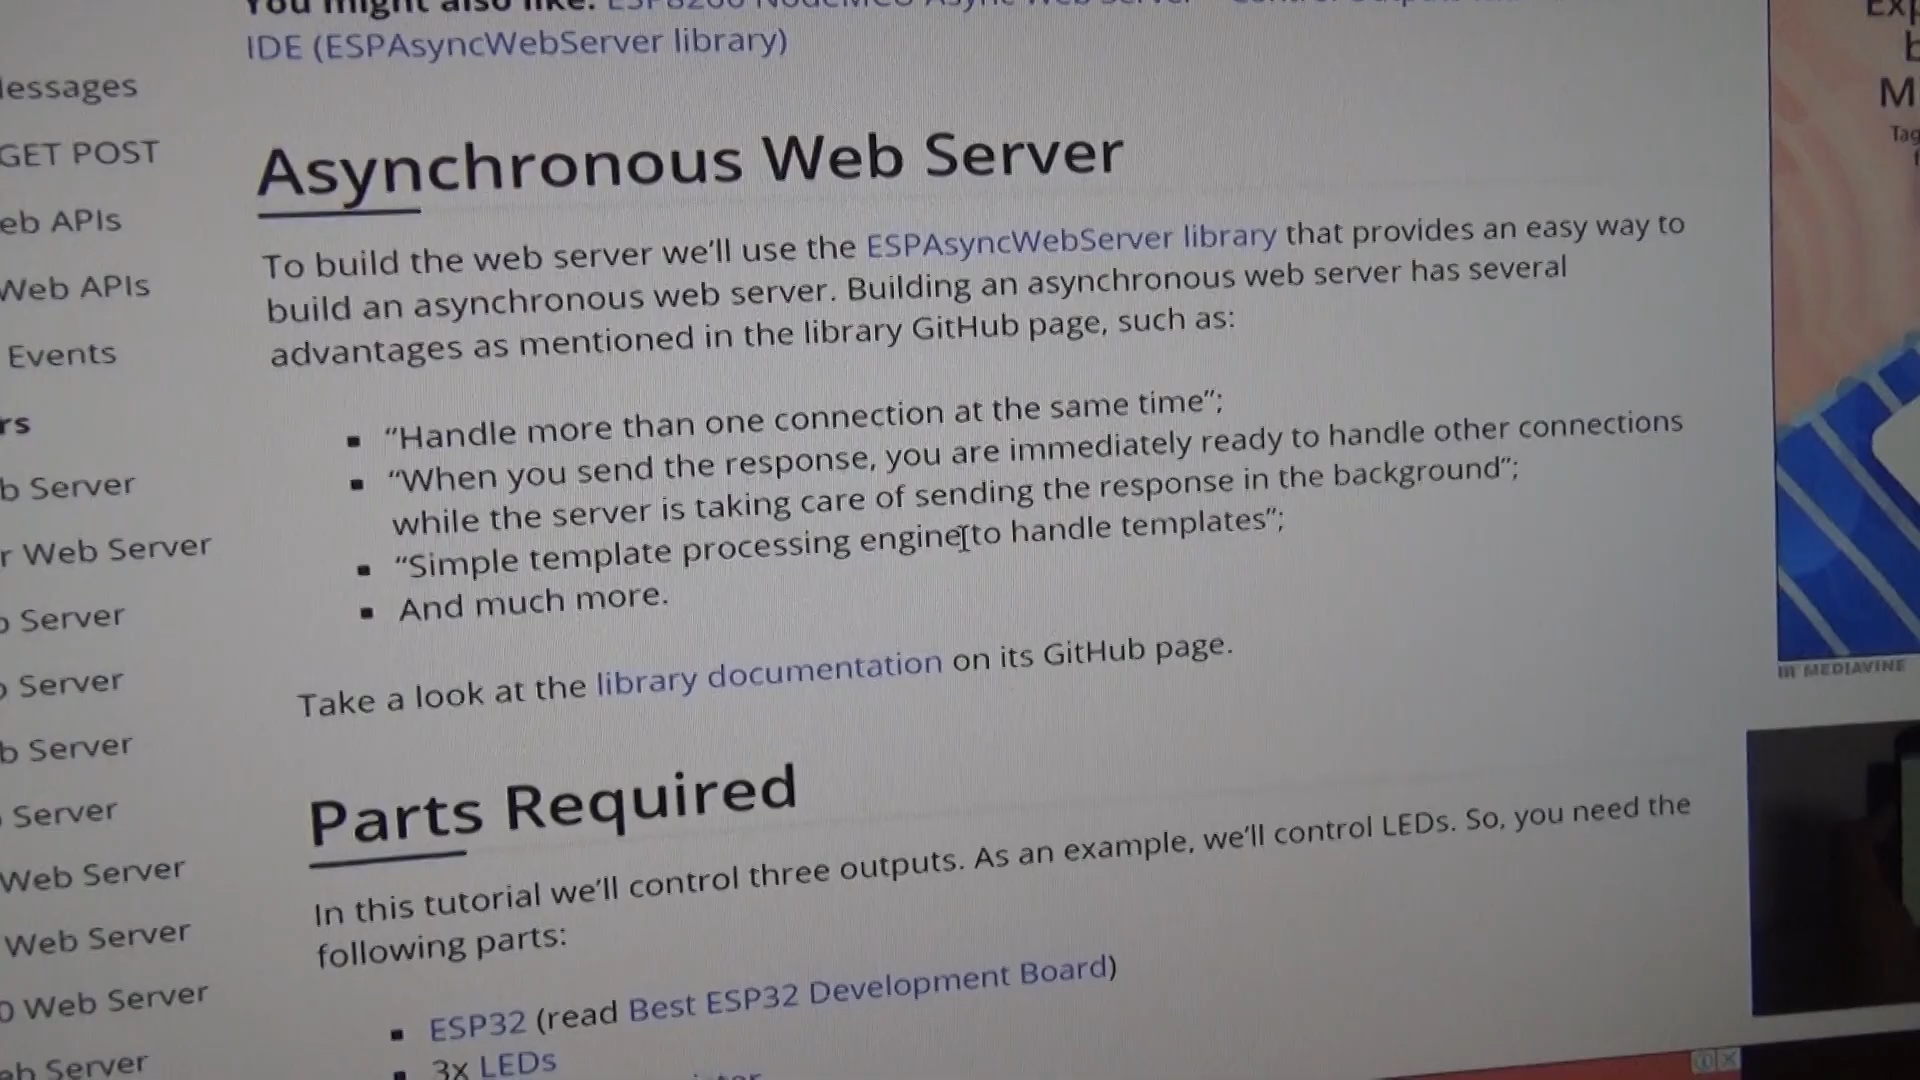 You might also like:
IDE (ESPAsyncWebServer library)
GET POST
APIs
Web APIs
Events
Server
Web Server
Server
Server
Server
Server
Web Server
Web Server
Web Server
Server
Asynchronous Web Server
To build the web server we’ll use the ESPAsyncWebServer library that provides an easy way to
build an asynchronous web server. Building an asynchronous web server has several
advantages as mentioned in the library GitHub page, such as:
“Handle more than one connection at the same time”;
“When you send the response, you are immediately ready to handle other connections
while the server is taking care of sending the response in the background”;
“Simple template processing engine to handle templates”;
And much more.
Take a look at the library documentation on its GitHub page.
Parts Required
In this tutorial we’ll control three outputs. As an example, we’ll control LEDs. So, you need the
following parts:
ESP32 (read Best ESP32 Development Board)
3x LEDs
MEDIAVINE